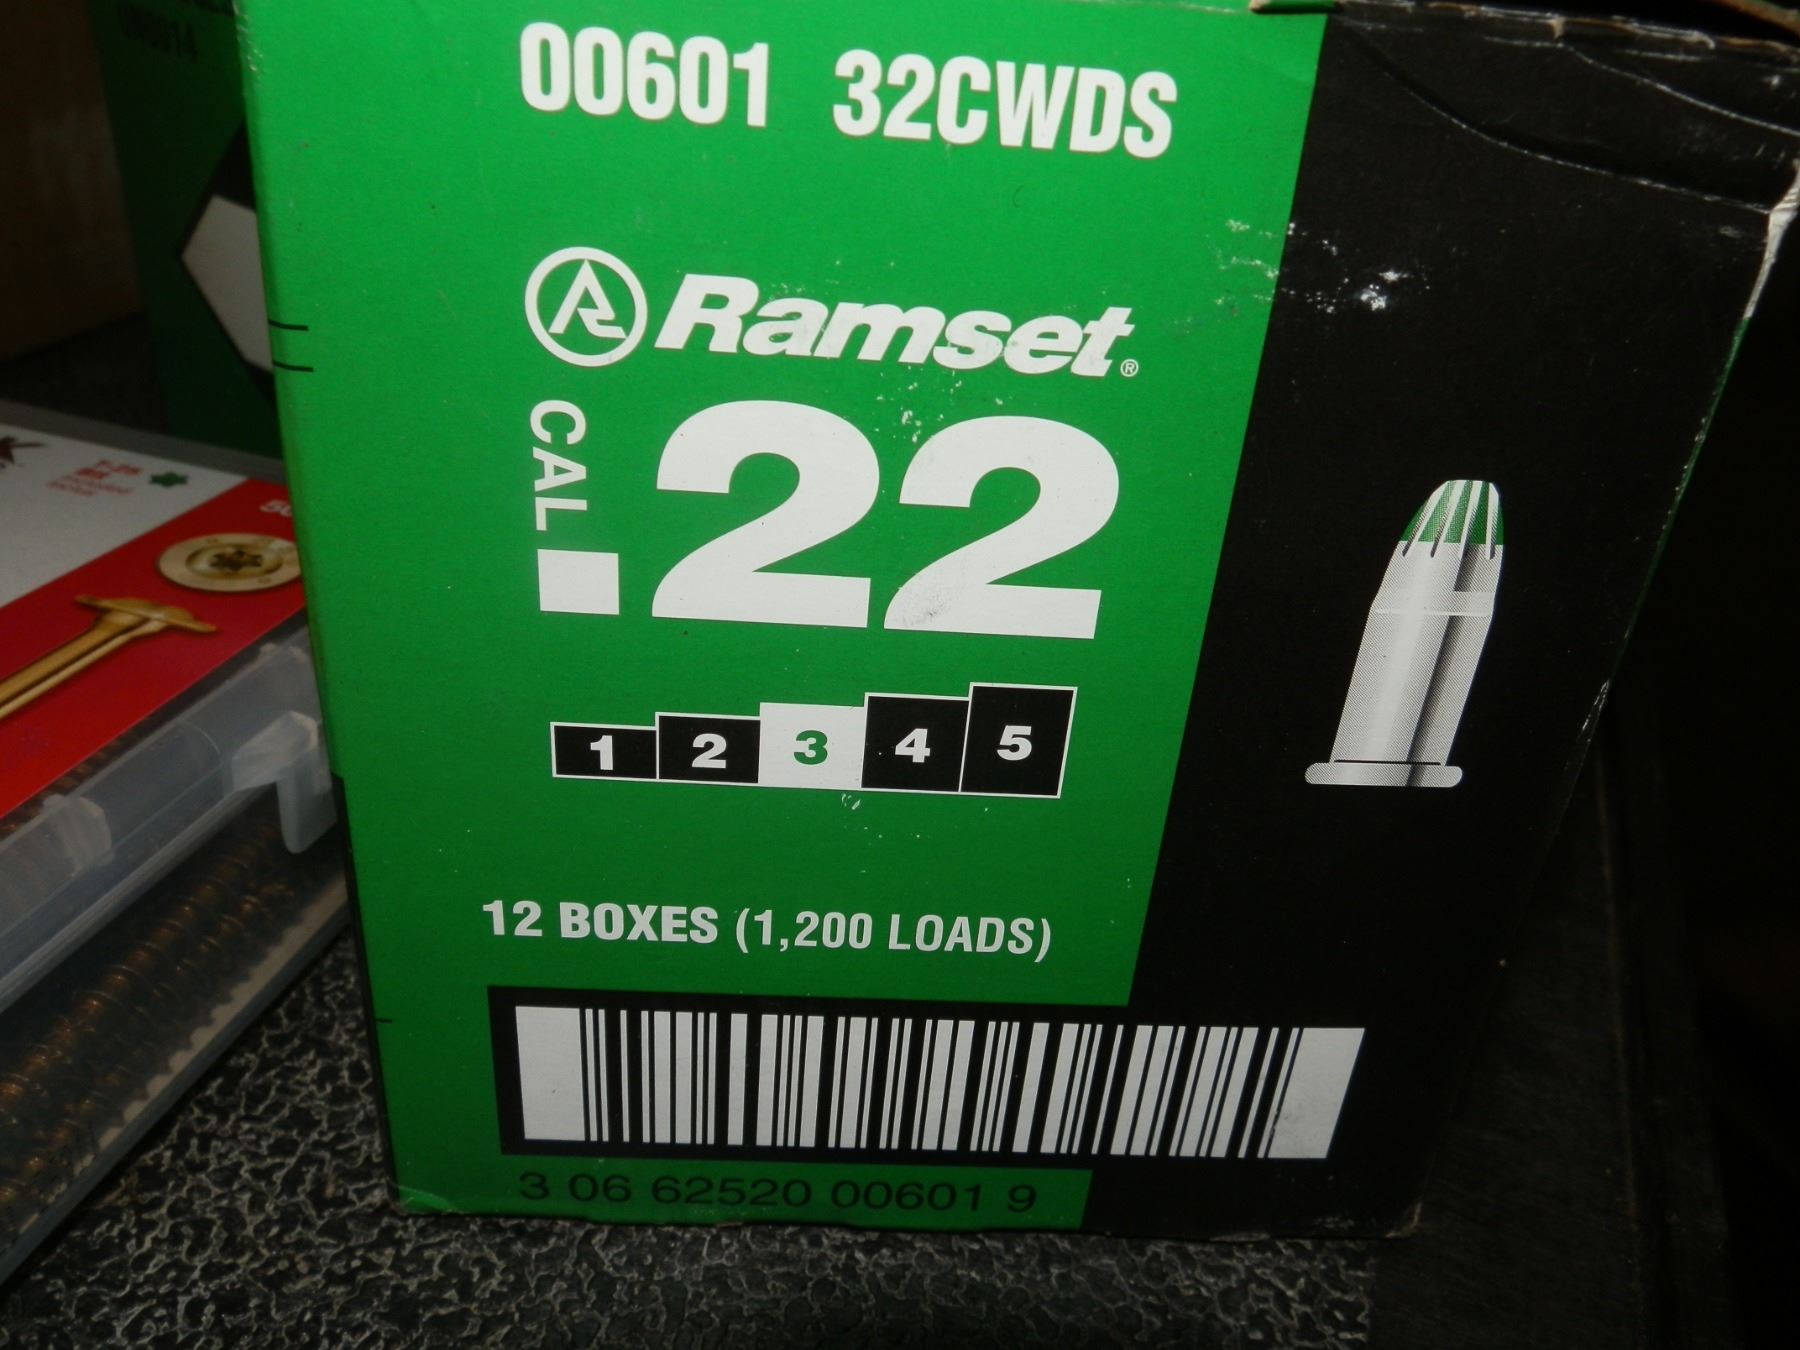 00601 32CWDS
Ramset®
CAL .22
1 2 3 4 5
12 BOXES (1,200 LOADS)
3 06 62520 00601 9